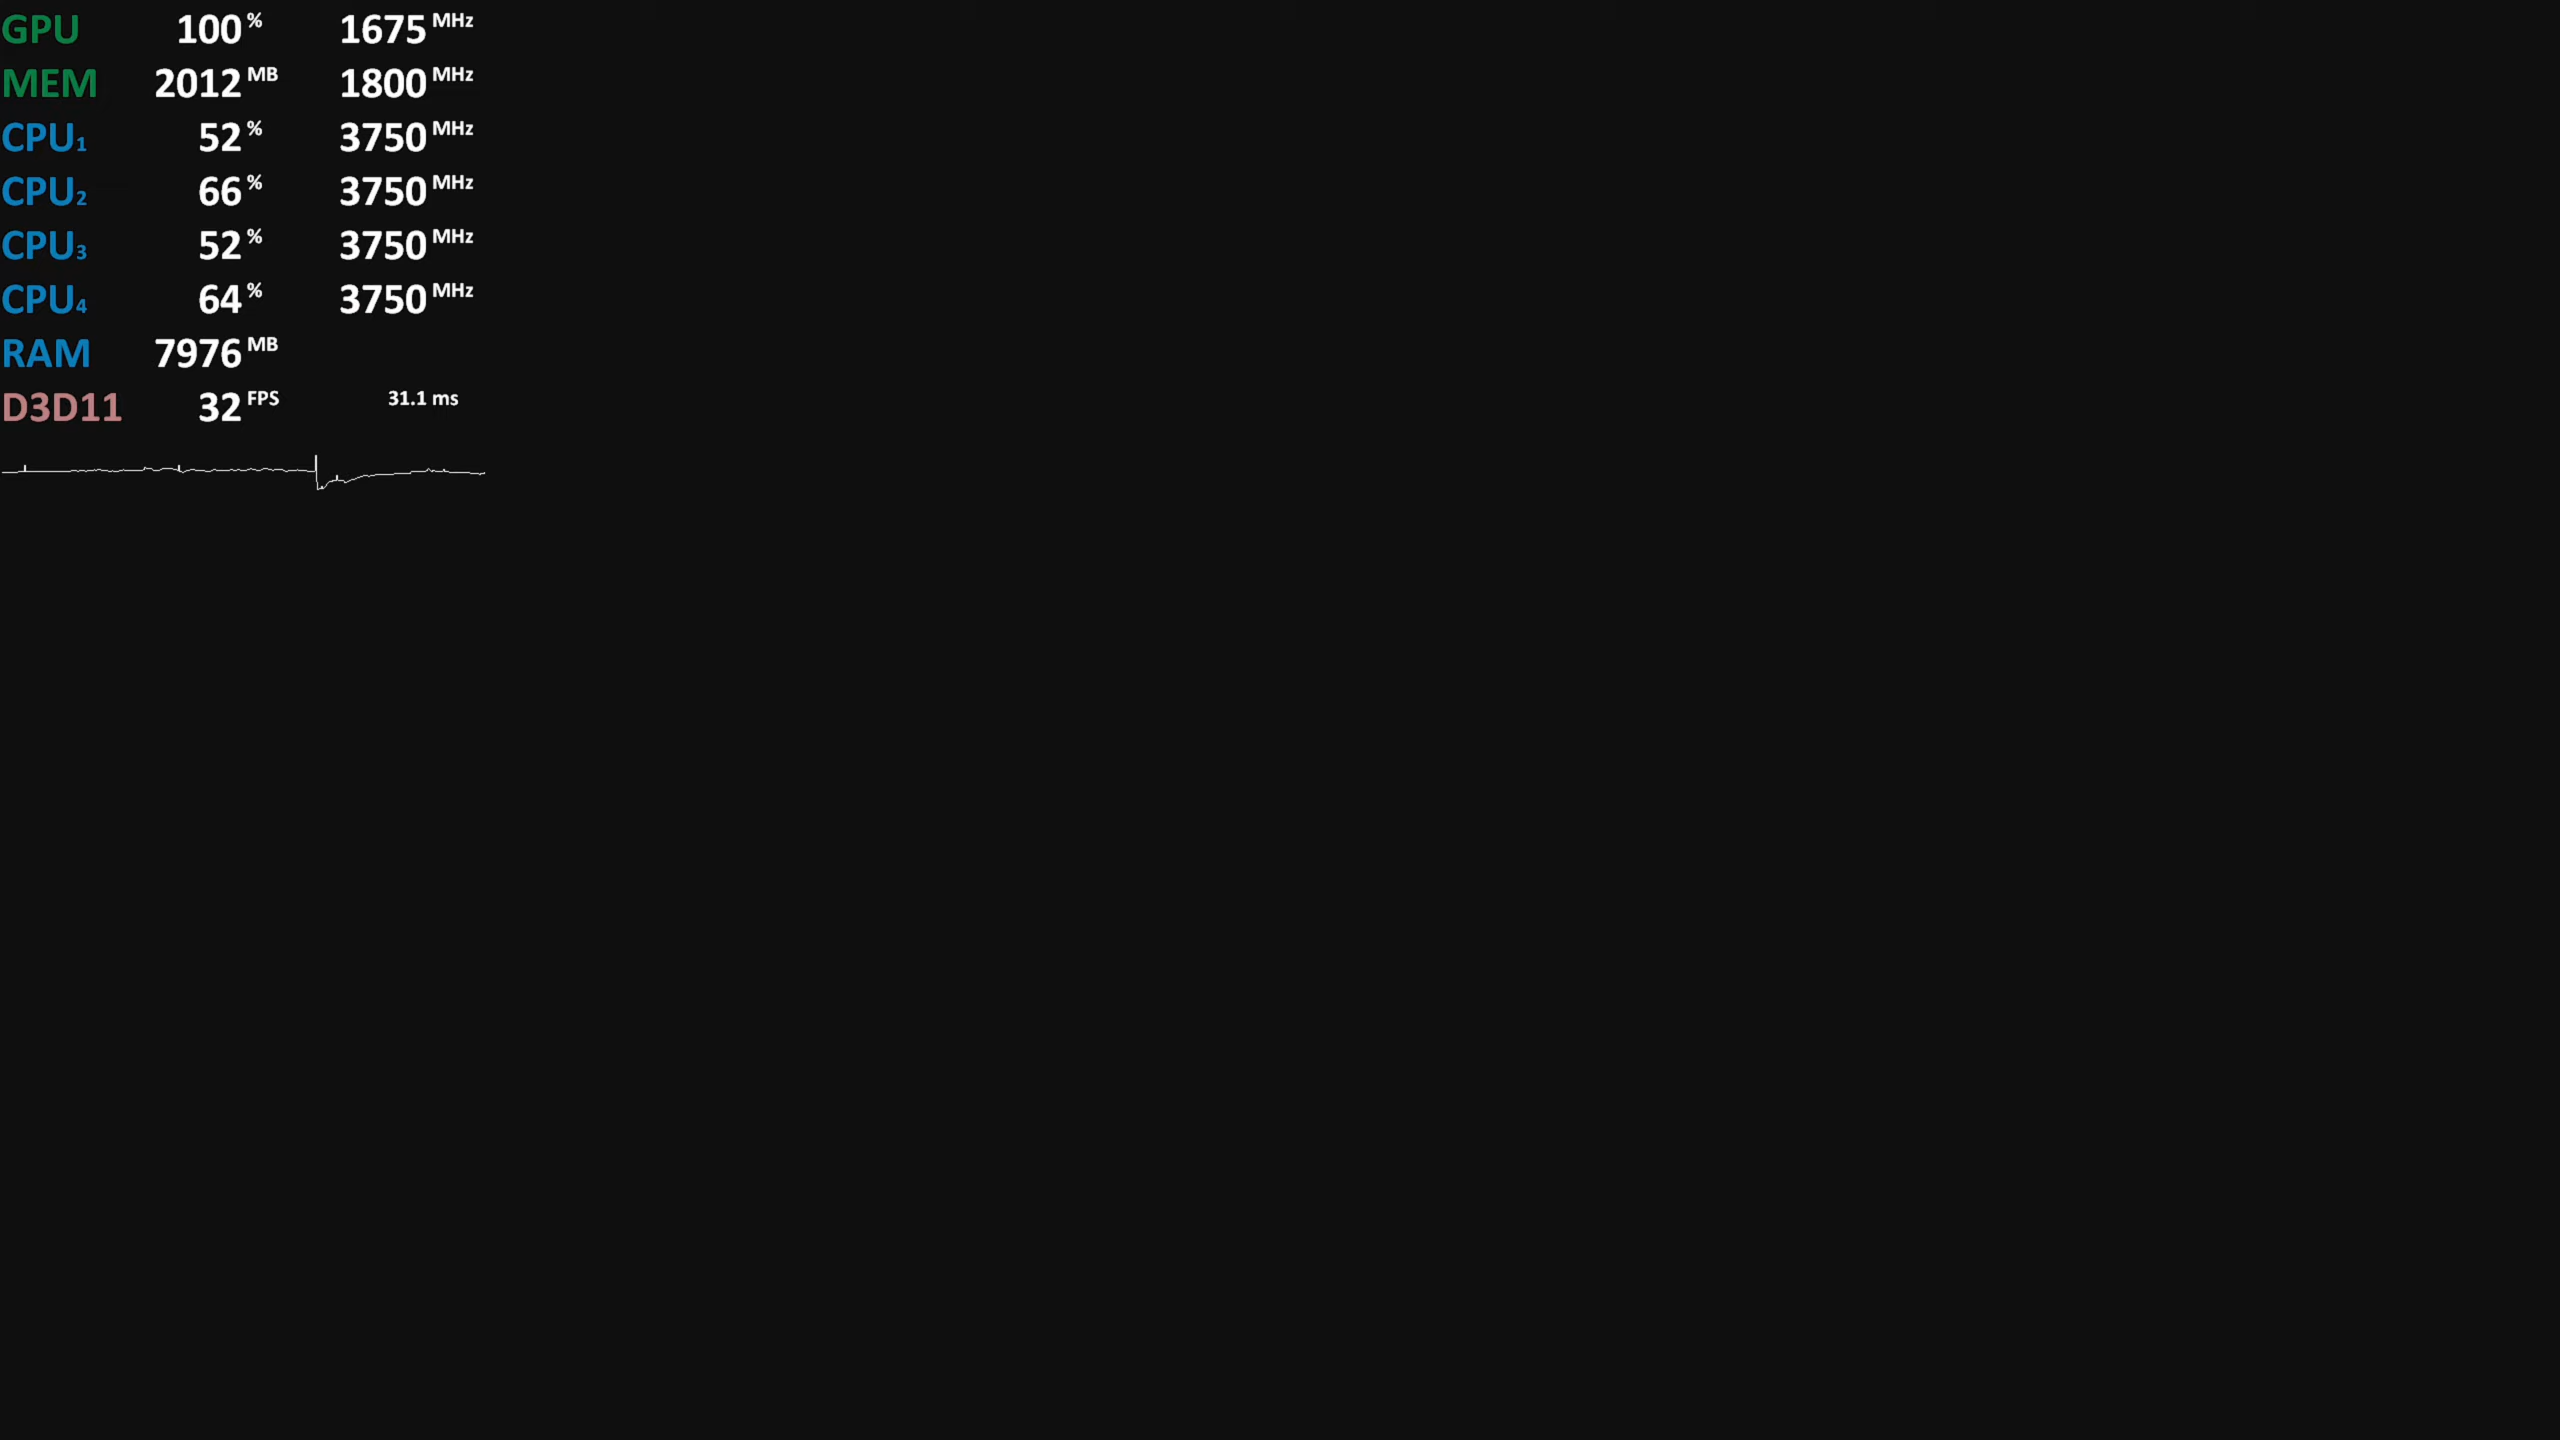 GPU 100 % 1675 MHz
MEM 2012 MB 1800 MHz
CPU1 52 % 3750 MHz
CPU2 66 % 3750 MHz
CPU3 52 % 3750 MHz
CPU4 64 % 3750 MHz
RAM 7976 MB
D3D11 32 FPS 31.1 ms